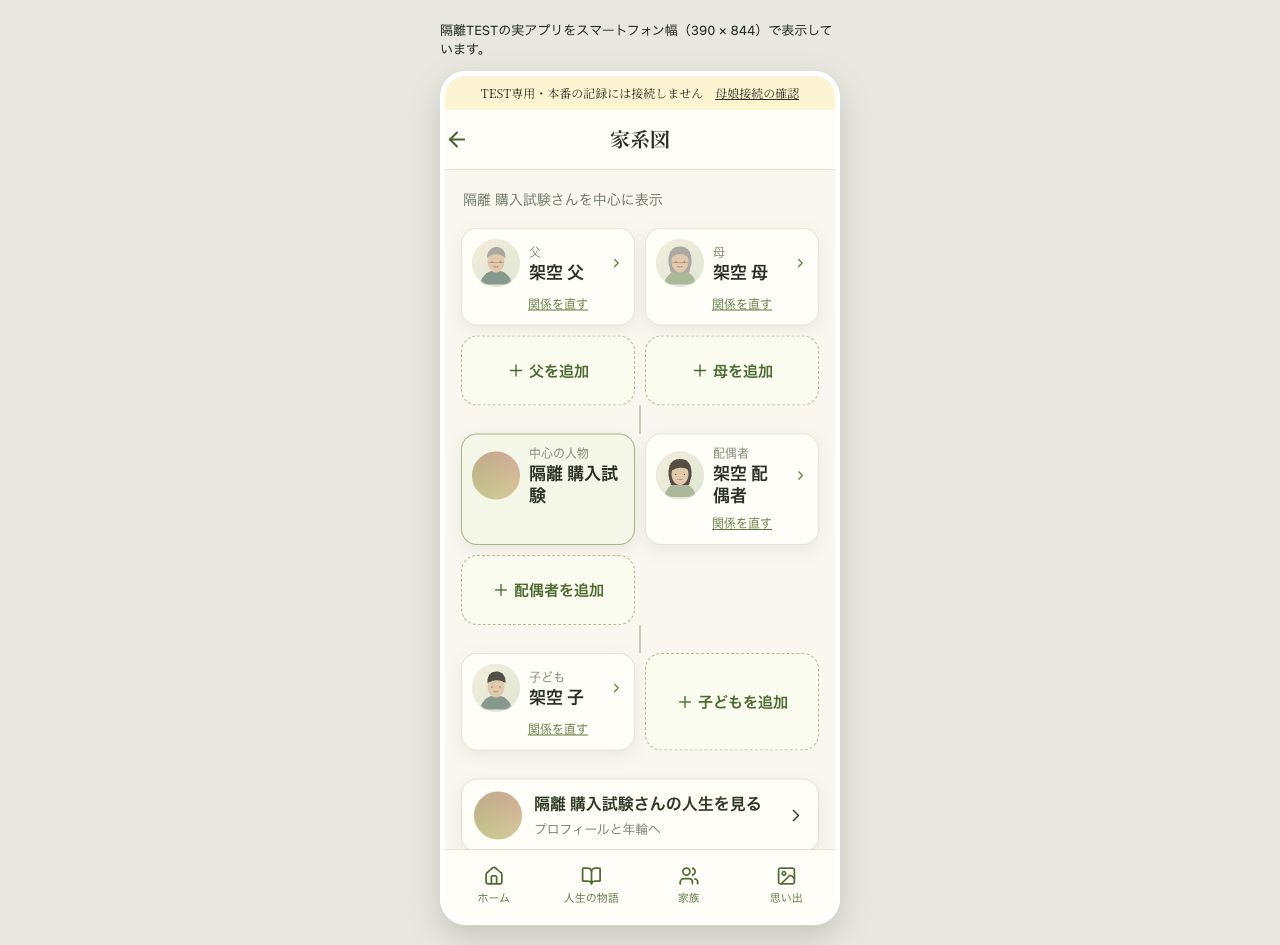 隔離TESTの実アプリをスマートフォン幅（390 × 844）で表示して
います。
TEST専用・本番の記録には接続しません 母娘接続の確認
家系図
隔離 購入試験さんを中心に表示
父
架空 父
関係を直す
母
架空 母
関係を直す
＋ 父を追加
＋ 母を追加
中心の人物
隔離 購入試
験
配偶者
架空 配
偶者
関係を直す
＋ 配偶者を追加
子ども
架空 子
関係を直す
＋ 子どもを追加
隔離 購入試験さんの人生を見る
プロフィールと年輪へ
ホーム
人生の物語
家族
思い出